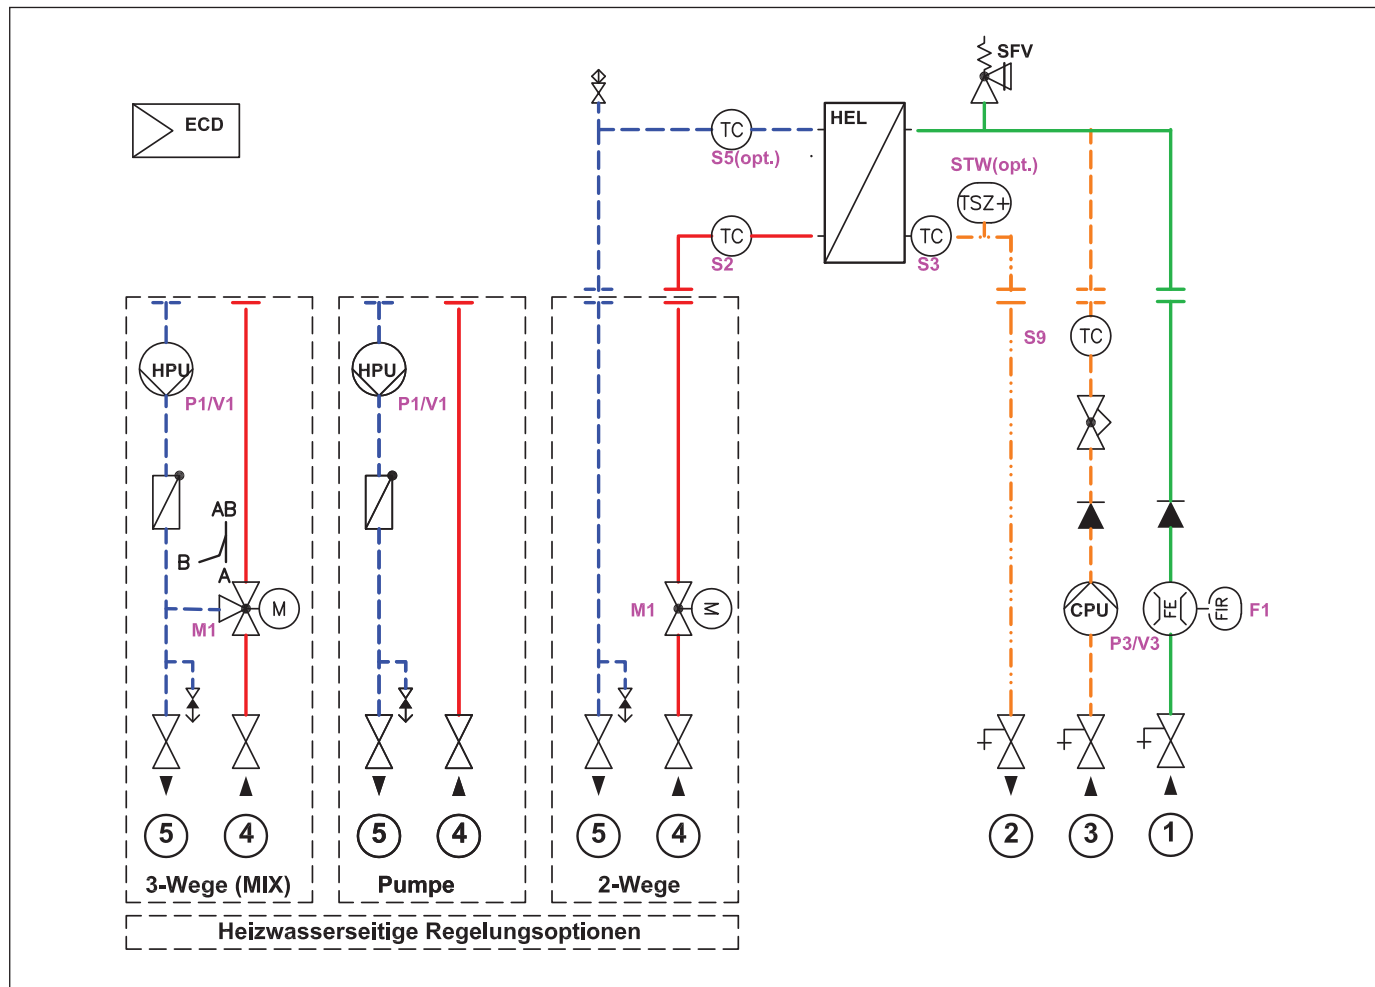 SFV
ECD
TC
HEL
S5(opt.)
STW(opt.)
TSZ+
TC
TC
S2
S3
S9
TC
HPU
HPU
P1/V1
P1/V1
AB
B
A
M
M1
M1
M
CPU
FE
FIR
F1
P3/V3
5
4
5
4
5
4
2
3
1
3-Wege (MIX)
Pumpe
2-Wege
Heizwasserseitige Regelungsoptionen